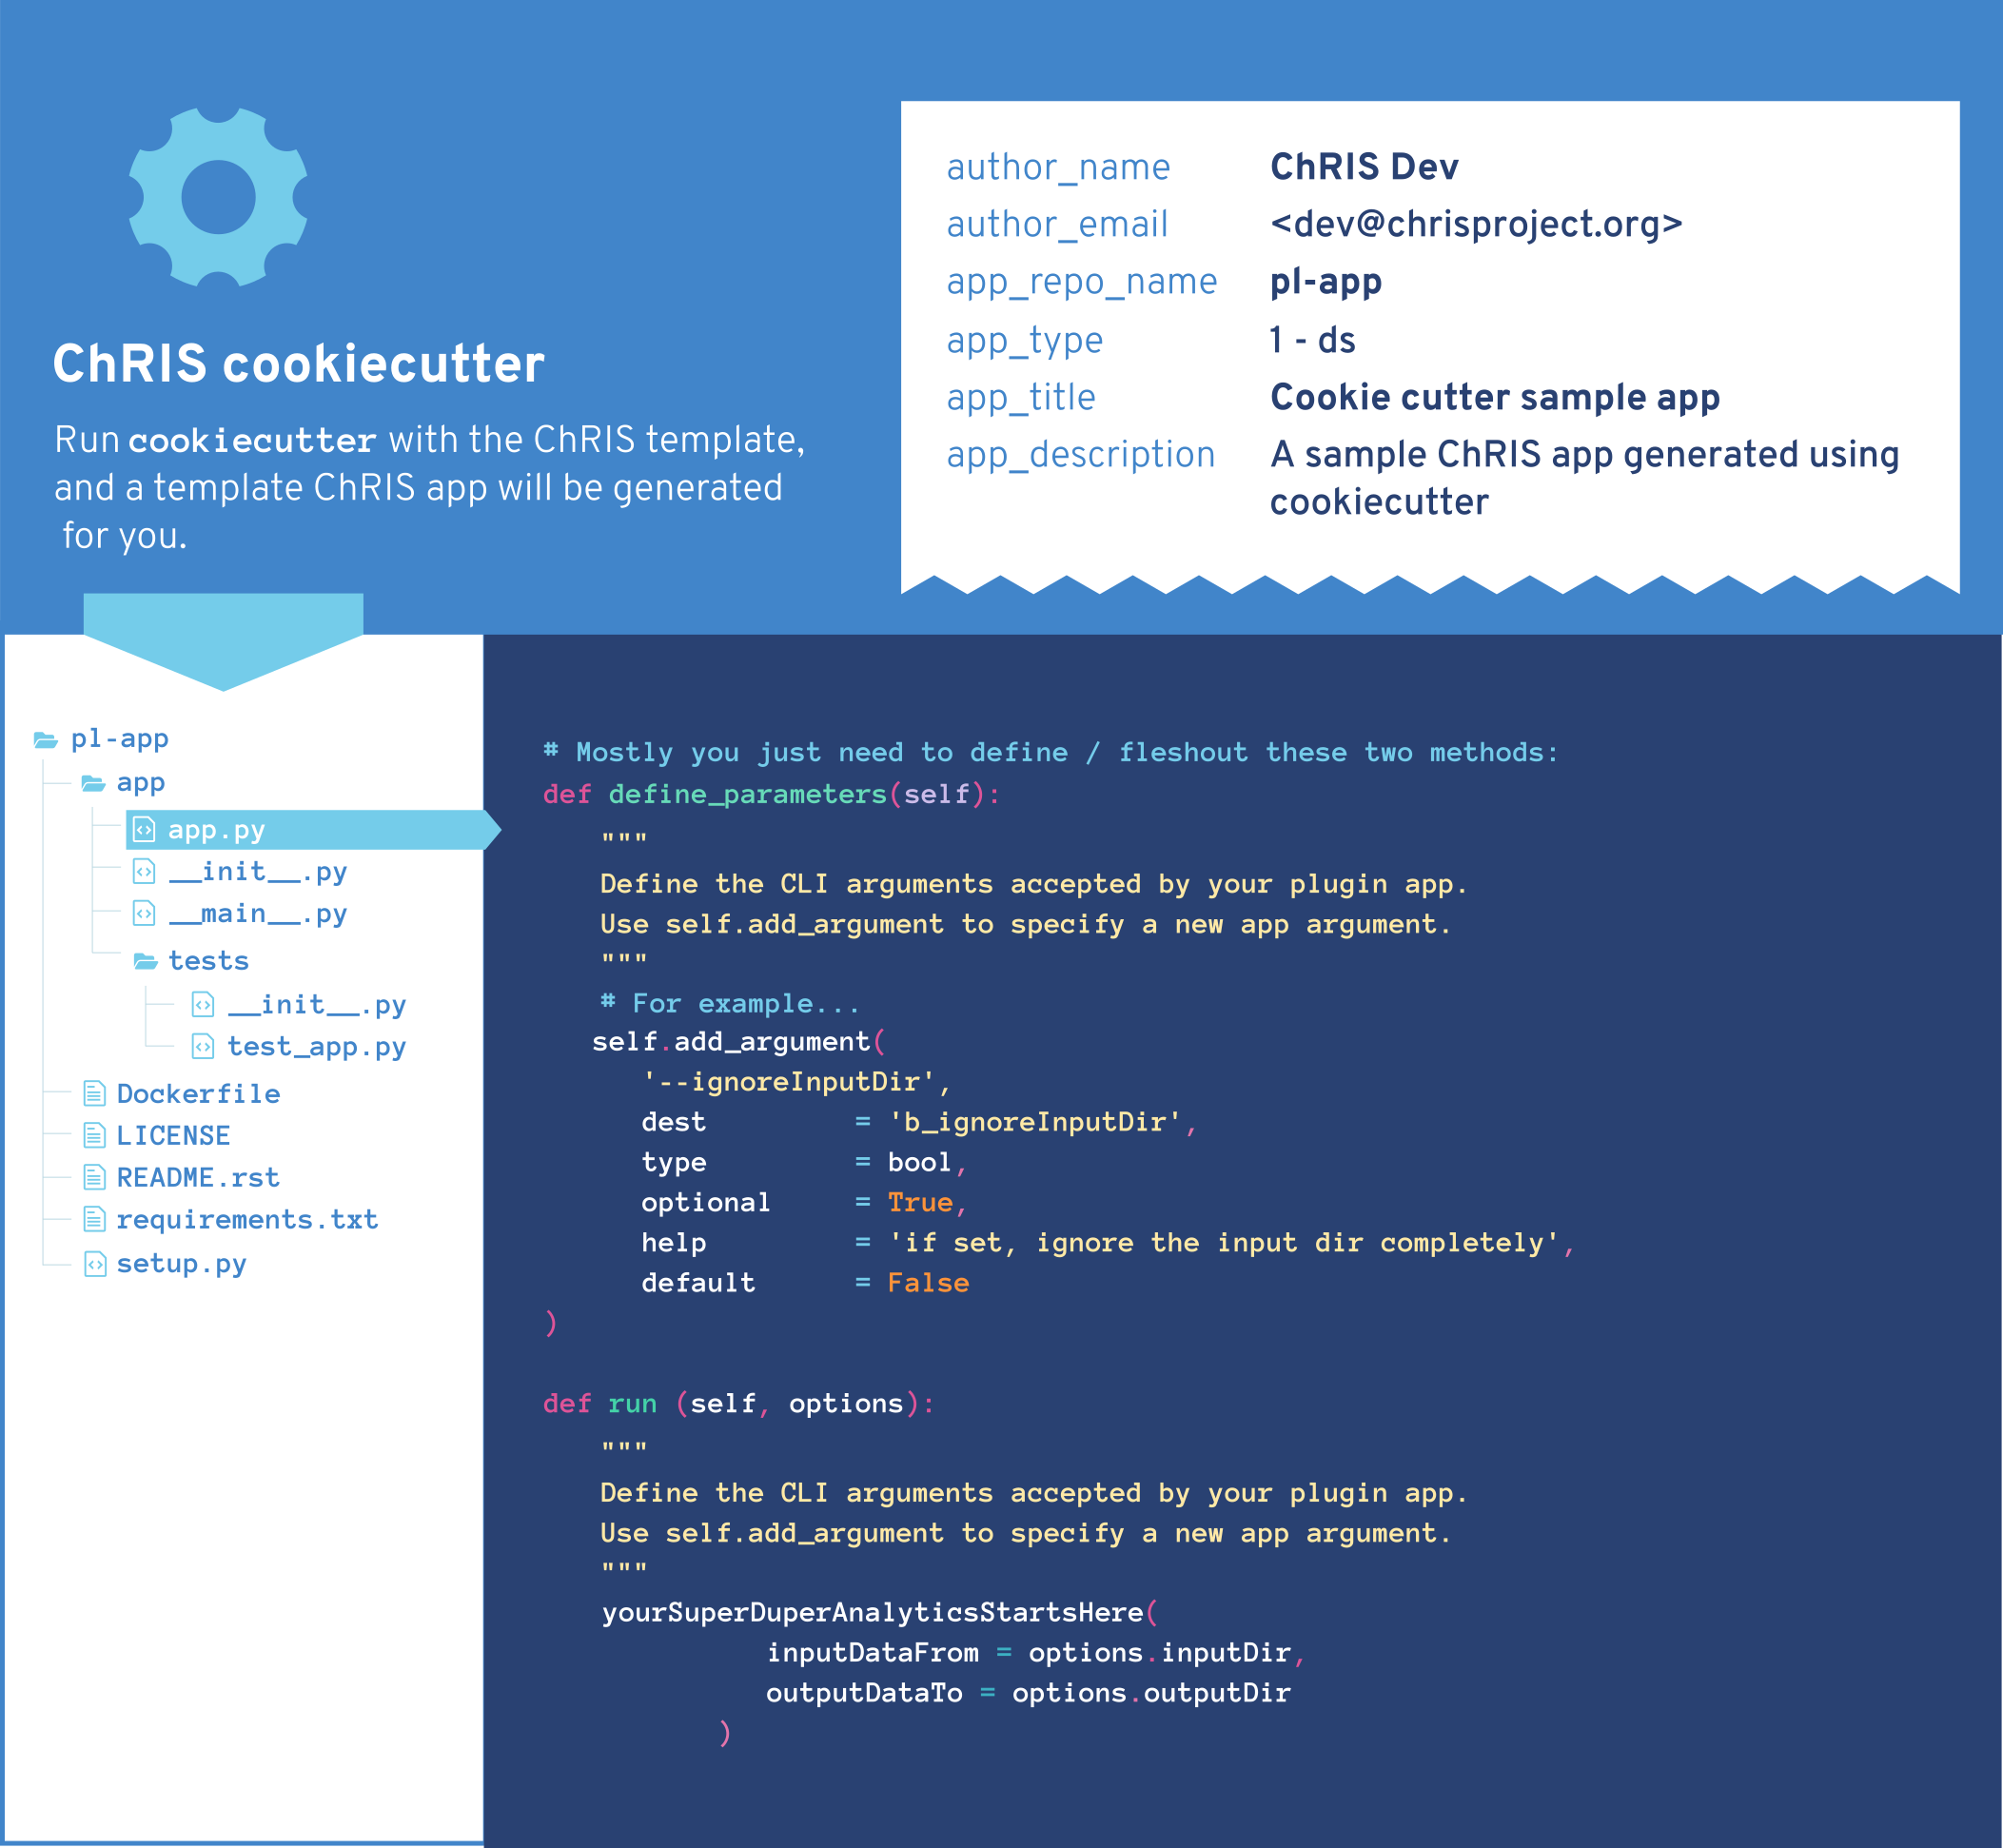 ChRIS cookiecutter
Run cookiecutter with the ChRIS template,
and a template ChRIS app will be generated
for you.
author_name ChRIS Dev
author_email <dev@chrisproject.org>
app_repo_name pl-app
app_type 1 - ds
app_title Cookie cutter sample app
app_description A sample ChRIS app generated using
cookiecutter
pl-app
app
app.py
__init__.py
__main__.py
tests
__init__.py
test_app.py
Dockerfile
LICENSE
README.rst
requirements.txt
setup.py
# Mostly you just need to define / fleshout these two methods:
def define_parameters(self):
"""
Define the CLI arguments accepted by your plugin app.
Use self.add_argument to specify a new app argument.
"""
# For example...
self.add_argument(
'--ignoreInputDir',
dest = 'b_ignoreInputDir',
type = bool,
optional = True,
help = 'if set, ignore the input dir completely',
default = False
)
def run (self, options):
"""
Define the CLI arguments accepted by your plugin app.
Use self.add_argument to specify a new app argument.
"""
yourSuperDuperAnalyticsStartsHere(
inputDataFrom = options.inputDir,
outputDataTo = options.outputDir
)